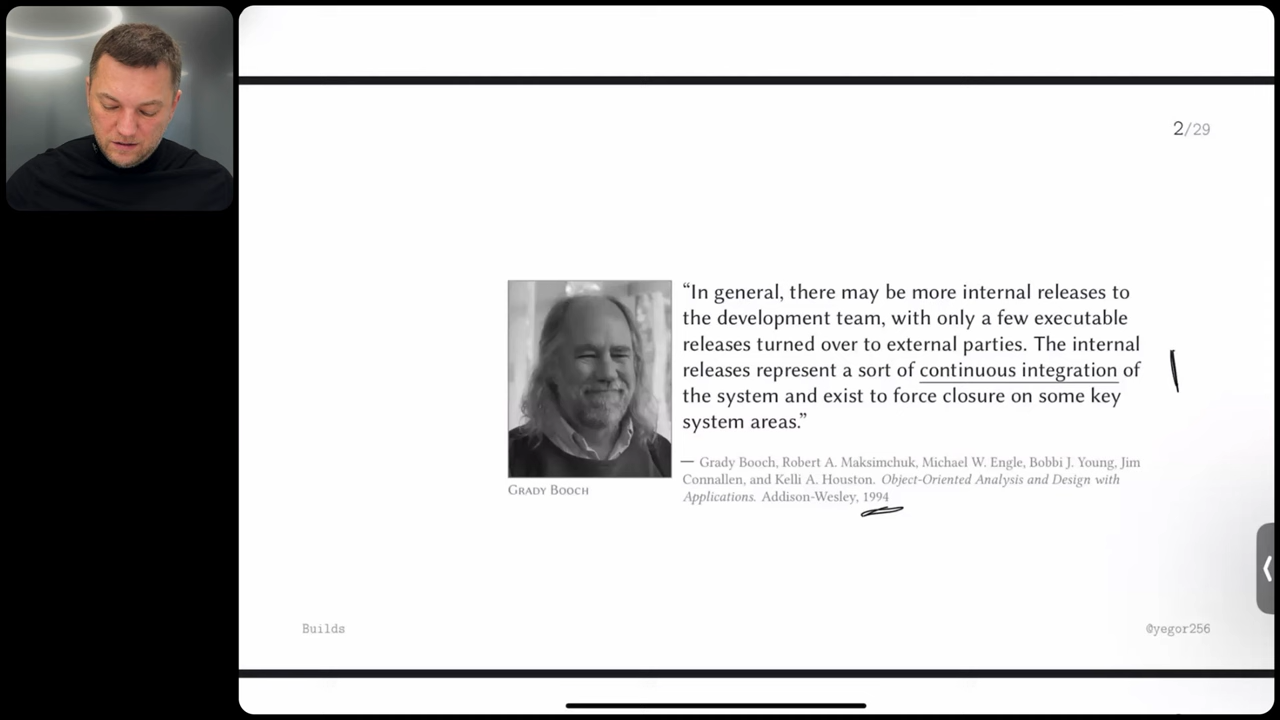 2/29
“In general, there may be more internal releases to
the development team, with only a few executable
releases turned over to external parties. The internal
releases represent a sort of continuous integration of
the system and exist to force closure on some key
system areas.”
— Grady Booch, Robert A. Maksimchuk, Michael W. Engle, Bobbi J. Young, Jim
Connallen, and Kelli A. Houston. Object-Oriented Analysis and Design with
Applications. Addison-Wesley, 1994
Grady Booch
Builds
@yegor256